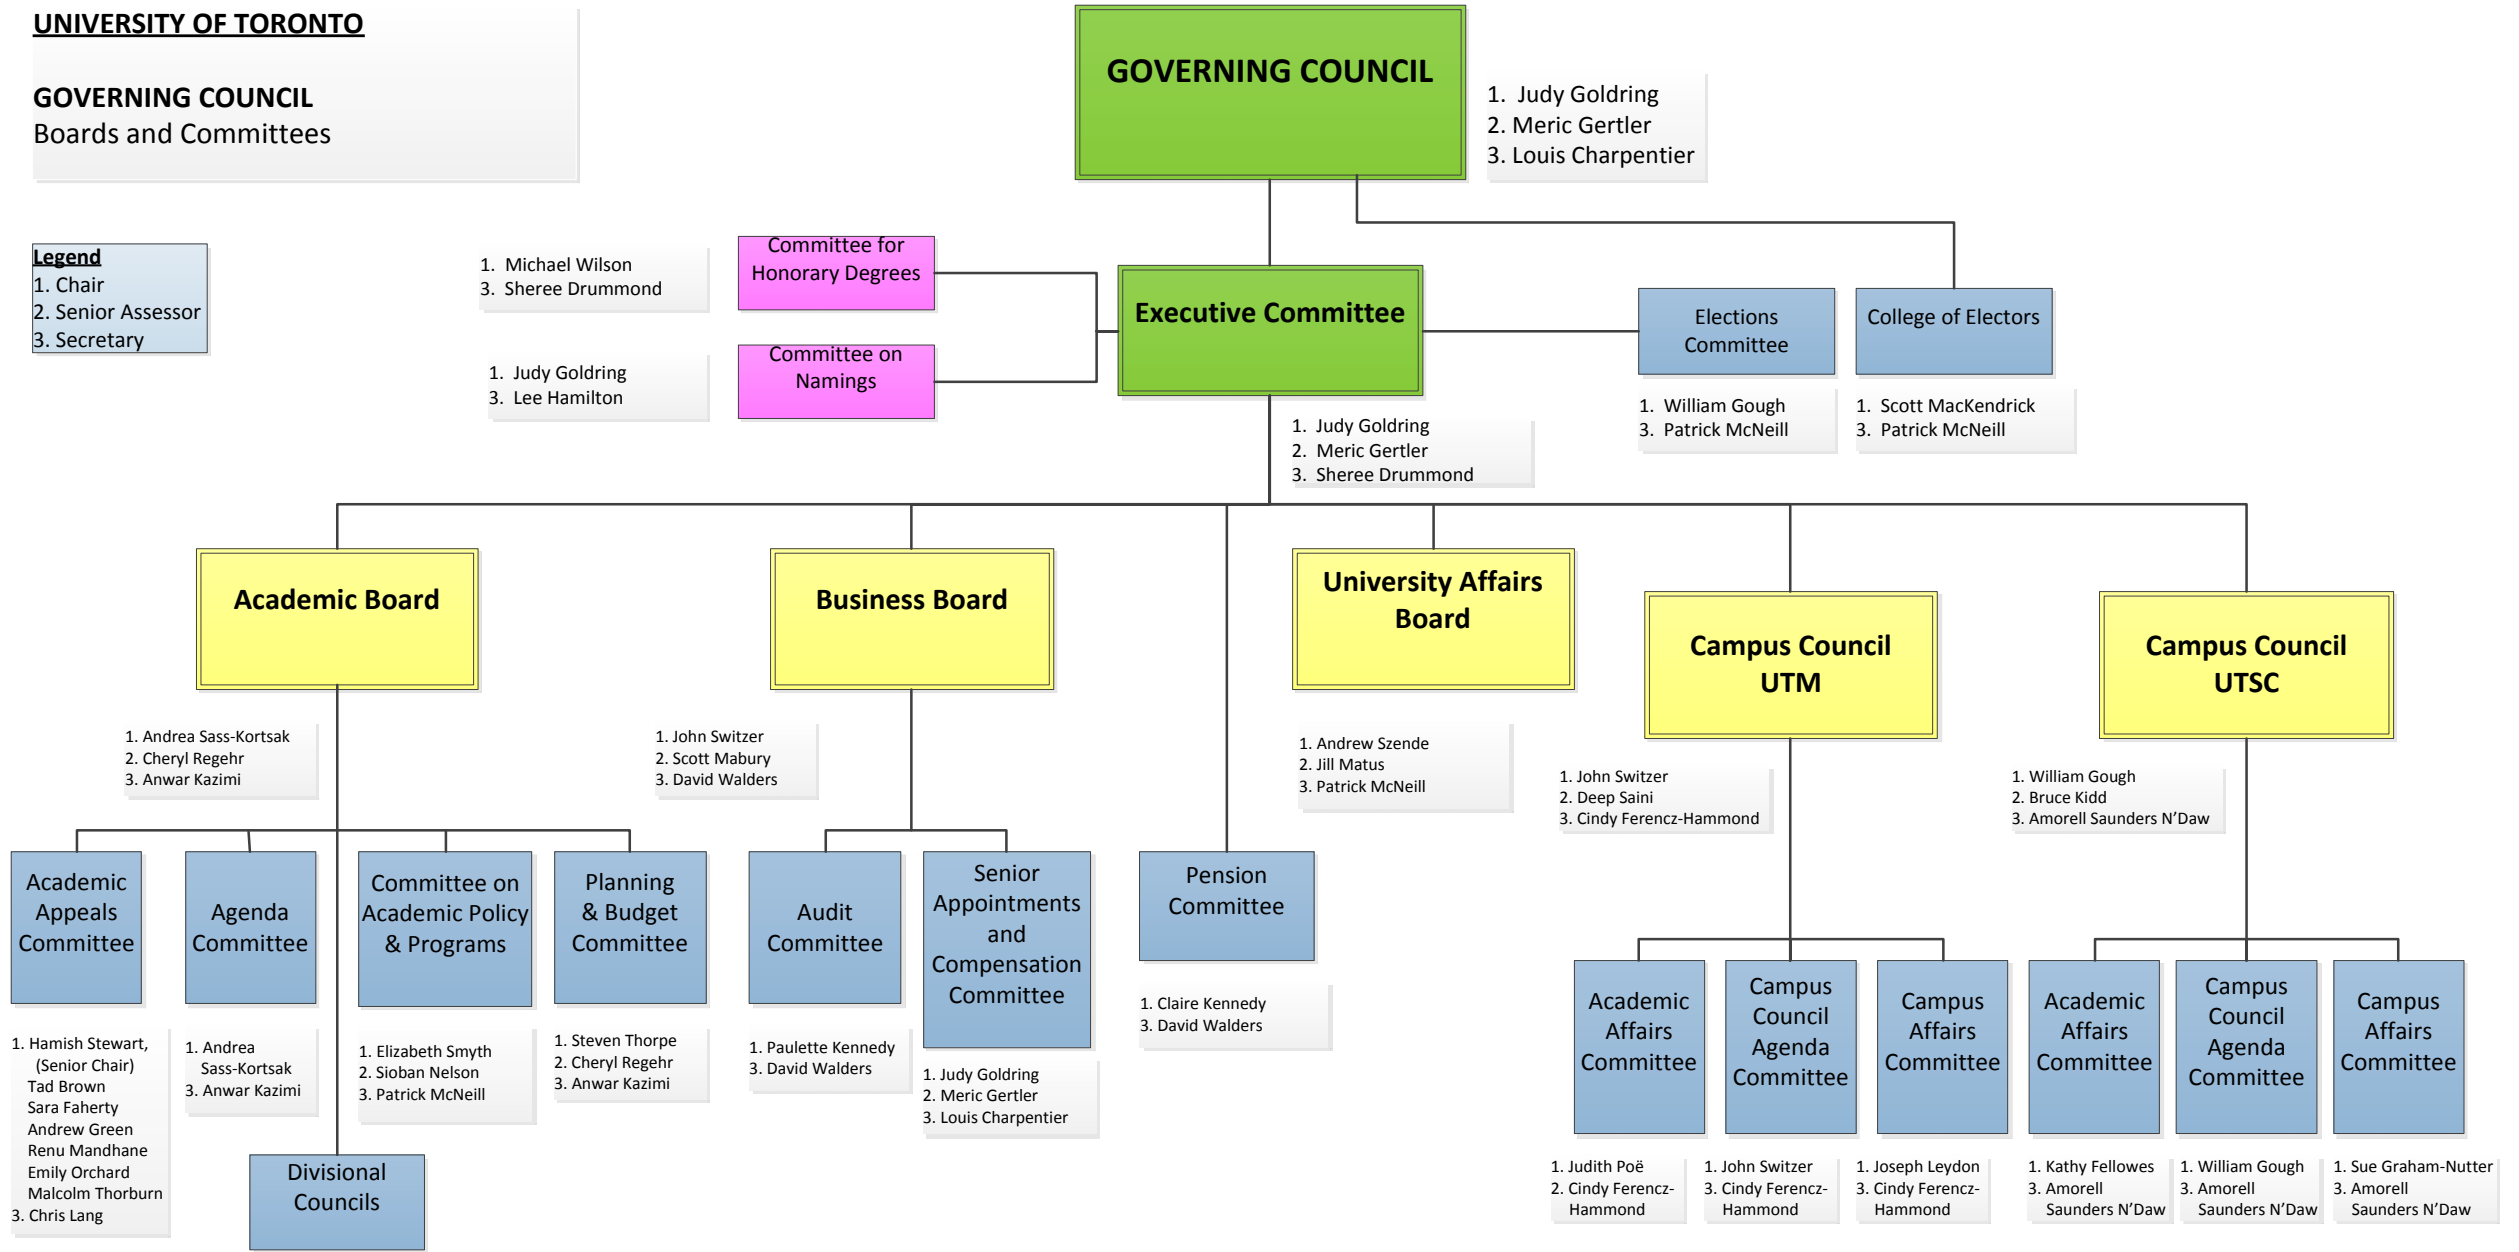 UNIVERSITY OF TORONTO
GOVERNING COUNCIL
Boards and Committees
GOVERNING COUNCIL
1. Judy Goldring
2. Meric Gertler
3. Louis Charpentier
Legend
1. Chair
2. Senior Assessor
3. Secretary
1. Michael Wilson
3. Sheree Drummond
Committee for
Honorary Degrees
1. Judy Goldring
3. Lee Hamilton
Committee on
Namings
Executive Committee
1. Judy Goldring
2. Meric Gertler
3. Sheree Drummond
Elections
Committee
1. William Gough
3. Patrick McNeill
College of Electors
1. Scott MacKendrick
3. Patrick McNeill
Academic Board
1. Andrea Sass-Kortsak
2. Cheryl Regehr
3. Anwar Kazimi
Business Board
1. John Switzer
2. Scott Mabury
3. David Walders
University Affairs
Board
1. Andrew Szende
2. Jill Matus
3. Patrick McNeill
Campus Council
UTM
1. John Switzer
2. Deep Saini
3. Cindy Ferencz-Hammond
Campus Council
UTSC
1. William Gough
2. Bruce Kidd
3. Amorell Saunders N’Daw
Academic
Appeals
Committee
1. Hamish Stewart,
(Senior Chair)
Tad Brown
Sara Faherty
Andrew Green
Renu Mandhane
Emily Orchard
Malcolm Thorburn
3. Chris Lang
Agenda
Committee
1. Andrea
Sass-Kortsak
3. Anwar Kazimi
Committee on
Academic Policy
& Programs
1. Elizabeth Smyth
2. Sioban Nelson
3. Patrick McNeill
Planning
& Budget
Committee
1. Steven Thorpe
2. Cheryl Regehr
3. Anwar Kazimi
Divisional
Councils
Audit
Committee
1. Paulette Kennedy
3. David Walders
Senior
Appointments
and
Compensation
Committee
1. Judy Goldring
2. Meric Gertler
3. Louis Charpentier
Pension
Committee
1. Claire Kennedy
3. David Walders
Academic
Affairs
Committee
1. Judith Poë
2. Cindy Ferencz-
Hammond
Campus
Council
Agenda
Committee
1. John Switzer
3. Cindy Ferencz-
Hammond
Campus
Affairs
Committee
1. Joseph Leydon
3. Cindy Ferencz-
Hammond
Academic
Affairs
Committee
1. Kathy Fellowes
3. Amorell
Saunders N’Daw
Campus
Council
Agenda
Committee
1. William Gough
3. Amorell
Saunders N’Daw
Campus
Affairs
Committee
1. Sue Graham-Nutter
3. Amorell
Saunders N’Daw